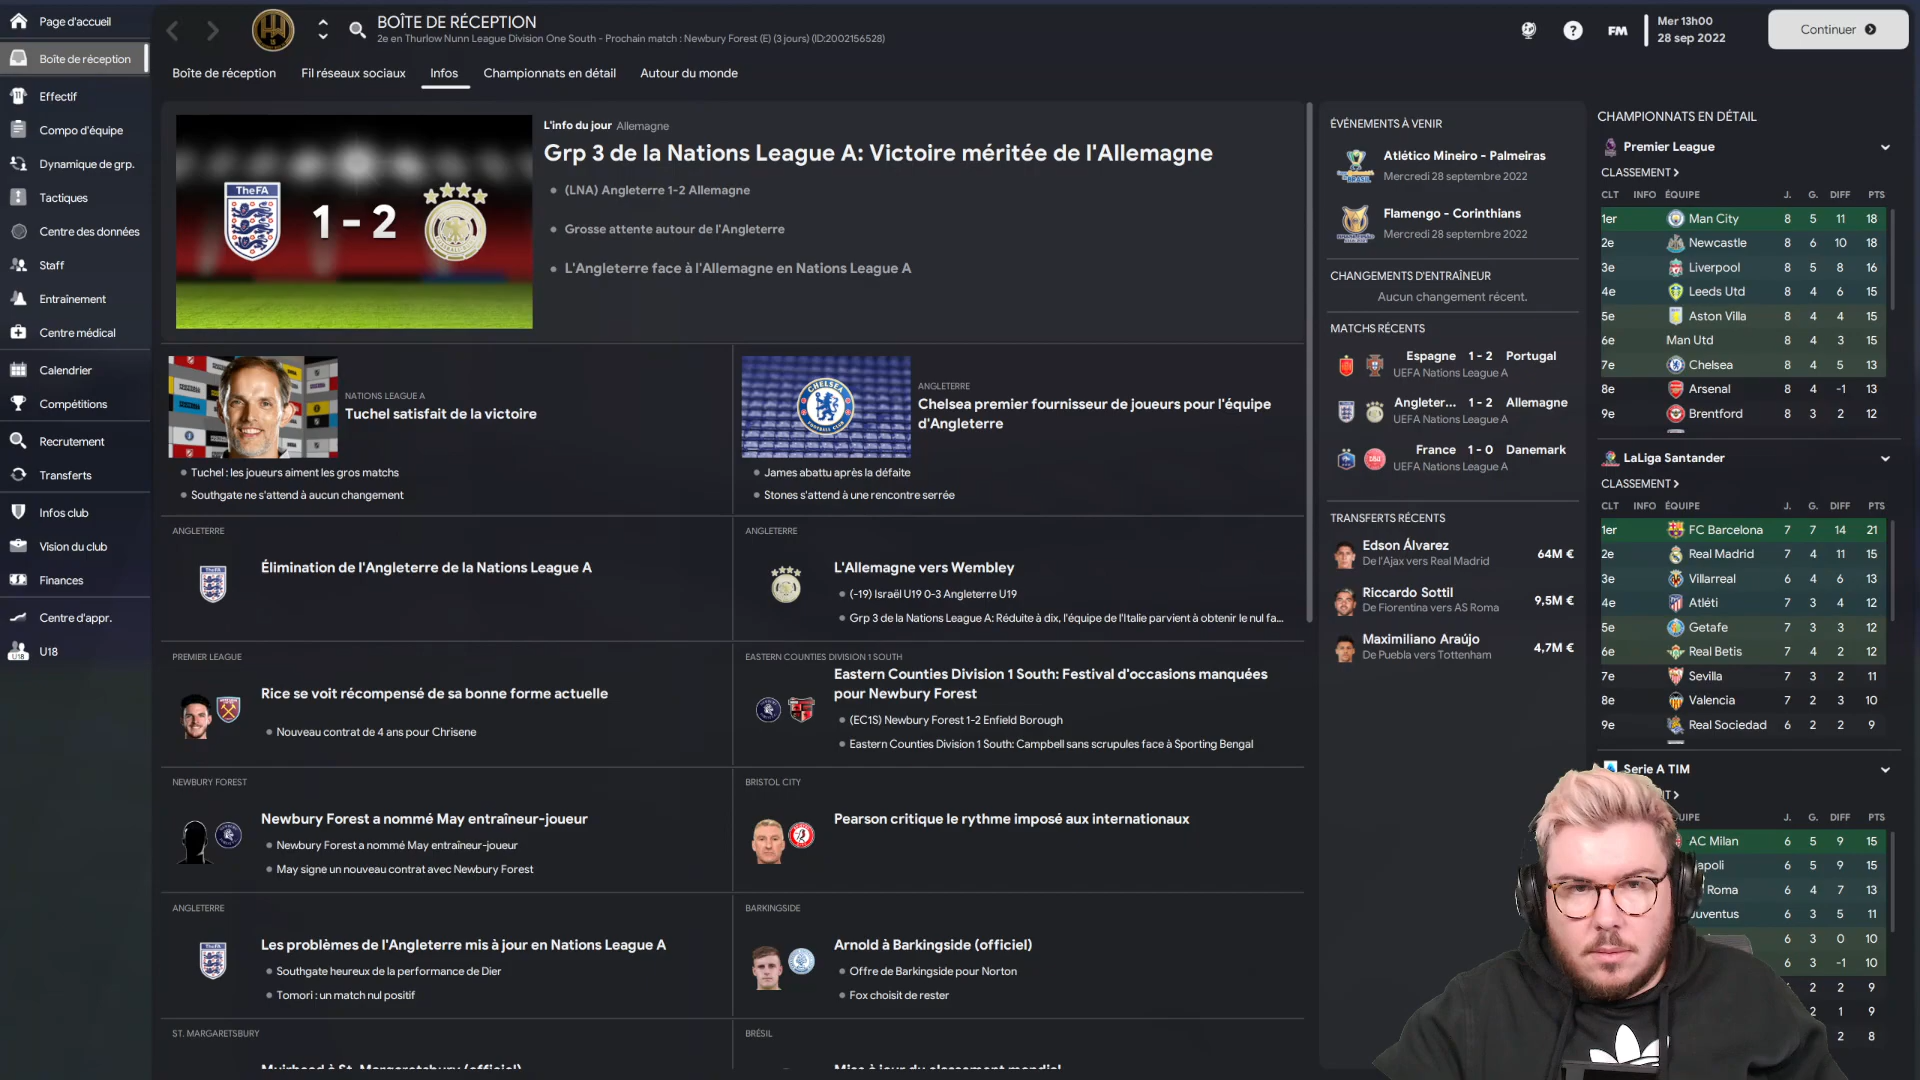 Page d'accueil
Boîte de réception
Effectif
Compo d'équipe
Dynamique de grp.
Tactiques
Centre des données
Staff
Entraînement
Centre médical
Calendrier
Compétitions
Recrutement
Transferts
Infos club
Vision du club
Finances
Centre d'appr.
U18
BOÎTE DE RÉCEPTION
2e en Thurlow Nunn League Division One South - Prochain match : Newbury Forest (E) (3 jours) (ID:2002156528)
FM
Mer 13h00
28 sep 2022
Continuer
Boîte de réception Fil réseaux sociaux Infos Championnats en détail Autour du monde
The FA
1 - 2
L'info du jour Allemagne
Grp 3 de la Nations League A: Victoire méritée de l'Allemagne
(LNA) Angleterre 1-2 Allemagne
Grosse attente autour de l'Angleterre
L'Angleterre face à l'Allemagne en Nations League A
NATIONS LEAGUE A
Tuchel satisfait de la victoire
Tuchel : les joueurs aiment les gros matchs
Southgate ne s'attend à aucun changement
ANGLETERRE
Chelsea premier fournisseur de joueurs pour l'équipe
d'Angleterre
James abattu après la défaite
Stones s'attend à une rencontre serrée
ANGLETERRE
Élimination de l'Angleterre de la Nations League A
ANGLETERRE
L'Allemagne vers Wembley
(-19) Israël U19 0-3 Angleterre U19
Grp 3 de la Nations League A: Réduite à dix, l'équipe de l'Italie parvient à obtenir le nul fa...
PREMIER LEAGUE
Rice se voit récompensé de sa bonne forme actuelle
Nouveau contrat de 4 ans pour Chrisene
EASTERN COUNTIES DIVISION 1 SOUTH
Eastern Counties Division 1 South: Festival d'occasions manquées
pour Newbury Forest
(EC1S) Newbury Forest 1-2 Enfield Borough
Eastern Counties Division 1 South: Campbell sans scrupules face à Sporting Bengal
NEWBURY FOREST
Newbury Forest a nommé May entraîneur-joueur
Newbury Forest a nommé May entraîneur-joueur
May signe un nouveau contrat avec Newbury Forest
BRISTOL CITY
Pearson critique le rythme imposé aux internationaux
ANGLETERRE
Les problèmes de l'Angleterre mis à jour en Nations League A
Southgate heureux de la performance de Dier
Tomori : un match nul positif
BARKINGSIDE
Arnold à Barkingside (officiel)
Offre de Barkingside pour Norton
Fox choisit de rester
ST. MARGARETSBURY
Muirhead à St. Margaretsbury (officiel)
BRÉSIL
Mise à jour du classement mondial
ÉVÉNEMENTS À VENIR
Atlético Mineiro - Palmeiras
Mercredi 28 septembre 2022
Flamengo - Corinthians
Mercredi 28 septembre 2022
CHANGEMENTS D'ENTRAÎNEUR
Aucun changement récent.
MATCHS RÉCENTS
Espagne 1 - 2 Portugal
UEFA Nations League A
Angleter... 1 - 2 Allemagne
UEFA Nations League A
France 1 - 0 Danemark
UEFA Nations League A
TRANSFERTS RÉCENTS
Edson Álvarez 64M €
De l'Ajax vers Real Madrid
Riccardo Sottil 9,5M €
De Fiorentina vers AS Roma
Maximiliano Araújo 4,7M €
De Puebla vers Tottenham
CHAMPIONNATS EN DÉTAIL
Premier League
CLASSEMENT
CLT INFO ÉQUIPE J. G. DIFF PTS
1er Man City 8 5 11 18
2e Newcastle 8 6 10 18
3e Liverpool 8 5 8 16
4e Leeds Utd 8 4 6 15
5e Aston Villa 8 4 4 15
6e Man Utd 8 4 3 15
7e Chelsea 8 4 5 13
8e Arsenal 8 4 -1 13
9e Brentford 8 3 2 12
LaLiga Santander
CLASSEMENT
CLT INFO ÉQUIPE J. G. DIFF PTS
1er FC Barcelona 7 7 14 21
2e Real Madrid 7 4 11 15
3e Villarreal 6 4 6 13
4e Atléti 7 3 4 12
5e Getafe 7 3 3 12
6e Real Betis 7 4 2 12
7e Sevilla 7 3 2 11
8e Valencia 7 2 3 10
9e Real Sociedad 6 2 2 9
Serie A TIM
J. G. DIFF PTS
AC Milan 6 5 9 15
apoli 6 5 9 15
Roma 6 4 7 13
uventus 6 3 5 11
6 3 0 10
6 3 -1 10
2 2 9
2 1 9
2 8